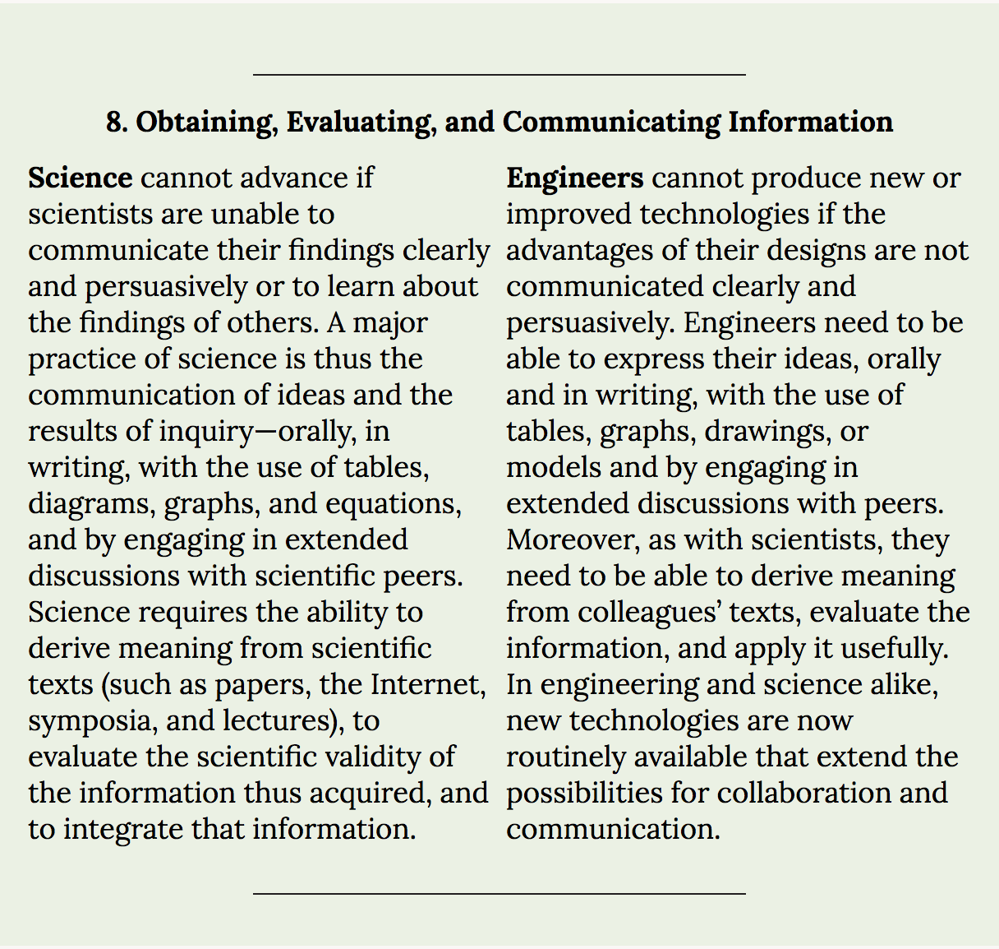 8. Obtaining, Evaluating, and Communicating Information
Science cannot advance if
scientists are unable to
communicate their findings clearly
and persuasively or to learn about
the findings of others. A major
practice of science is thus the
communication of ideas and the
results of inquiry—orally, in
writing, with the use of tables,
diagrams, graphs, and equations,
and by engaging in extended
discussions with scientific peers.
Science requires the ability to
derive meaning from scientific
texts (such as papers, the Internet,
symposia, and lectures), to
evaluate the scientific validity of
the information thus acquired, and
to integrate that information.
Engineers cannot produce new or
improved technologies if the
advantages of their designs are not
communicated clearly and
persuasively. Engineers need to be
able to express their ideas, orally
and in writing, with the use of
tables, graphs, drawings, or
models and by engaging in
extended discussions with peers.
Moreover, as with scientists, they
need to be able to derive meaning
from colleagues’ texts, evaluate the
information, and apply it usefully.
In engineering and science alike,
new technologies are now
routinely available that extend the
possibilities for collaboration and
communication.